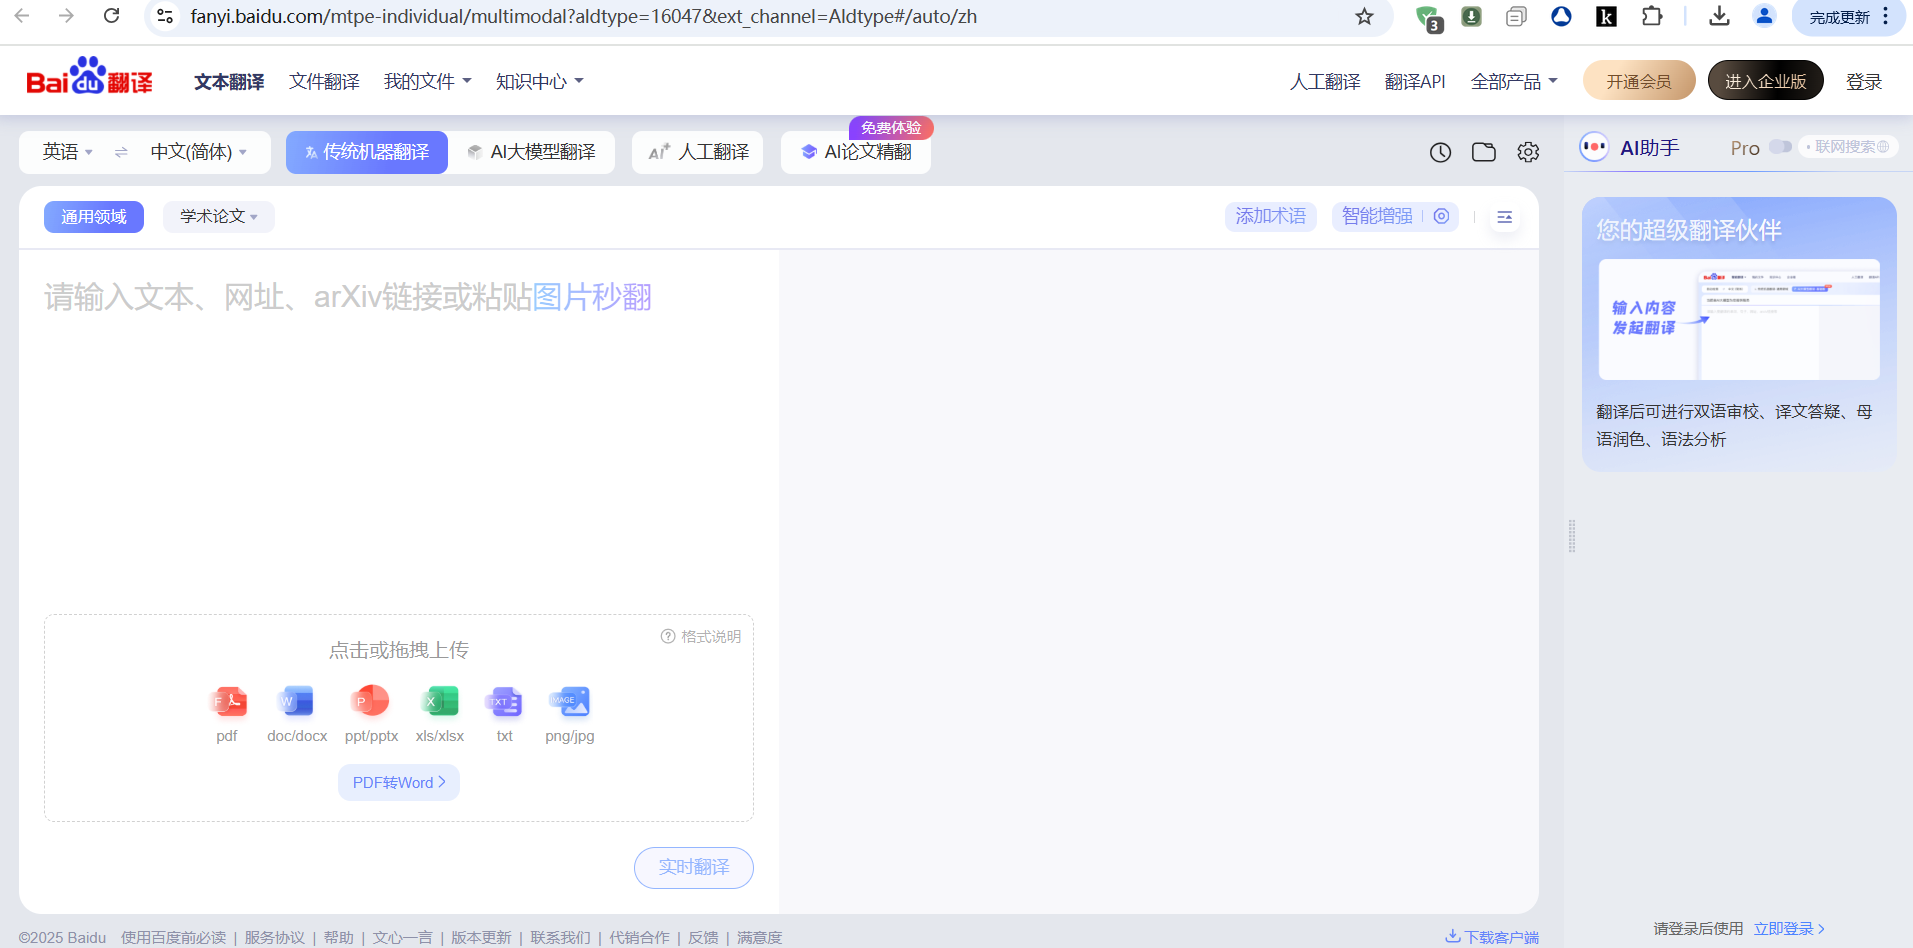 fanyi.baidu.com/mtpe-individual/multimodal?aldtype=16047&ext_channel=Aldtype#/auto/zh
3
k
完成更新
Bai du 翻译
文本翻译 文件翻译 我的文件 知识中心
人工翻译 翻译API 全部产品 开通会员 进入企业版 登录
免费体验
英语 中文(简体) 传统机器翻译 AI大模型翻译 AI+ 人工翻译 AI论文精翻
AI助手 Pro 联网搜索
通用领域 学术论文 添加术语 智能增强
您的超级翻译伙伴
请输入文本、网址、arXiv链接或粘贴图片秒翻
输入内容
发起翻译
翻译后可进行双语审校、译文答疑、母
语润色、语法分析
格式说明
点击或拖拽上传
F W P X TXT IMAGE
pdf doc/docx ppt/pptx xls/xlsx txt png/jpg
PDF转Word
实时翻译
请登录后使用 立即登录
©2025 Baidu 使用百度前必读 | 服务协议 | 帮助 | 文心一言 | 版本更新 | 联系我们 | 代销合作 | 反馈 | 满意度
下载客户端